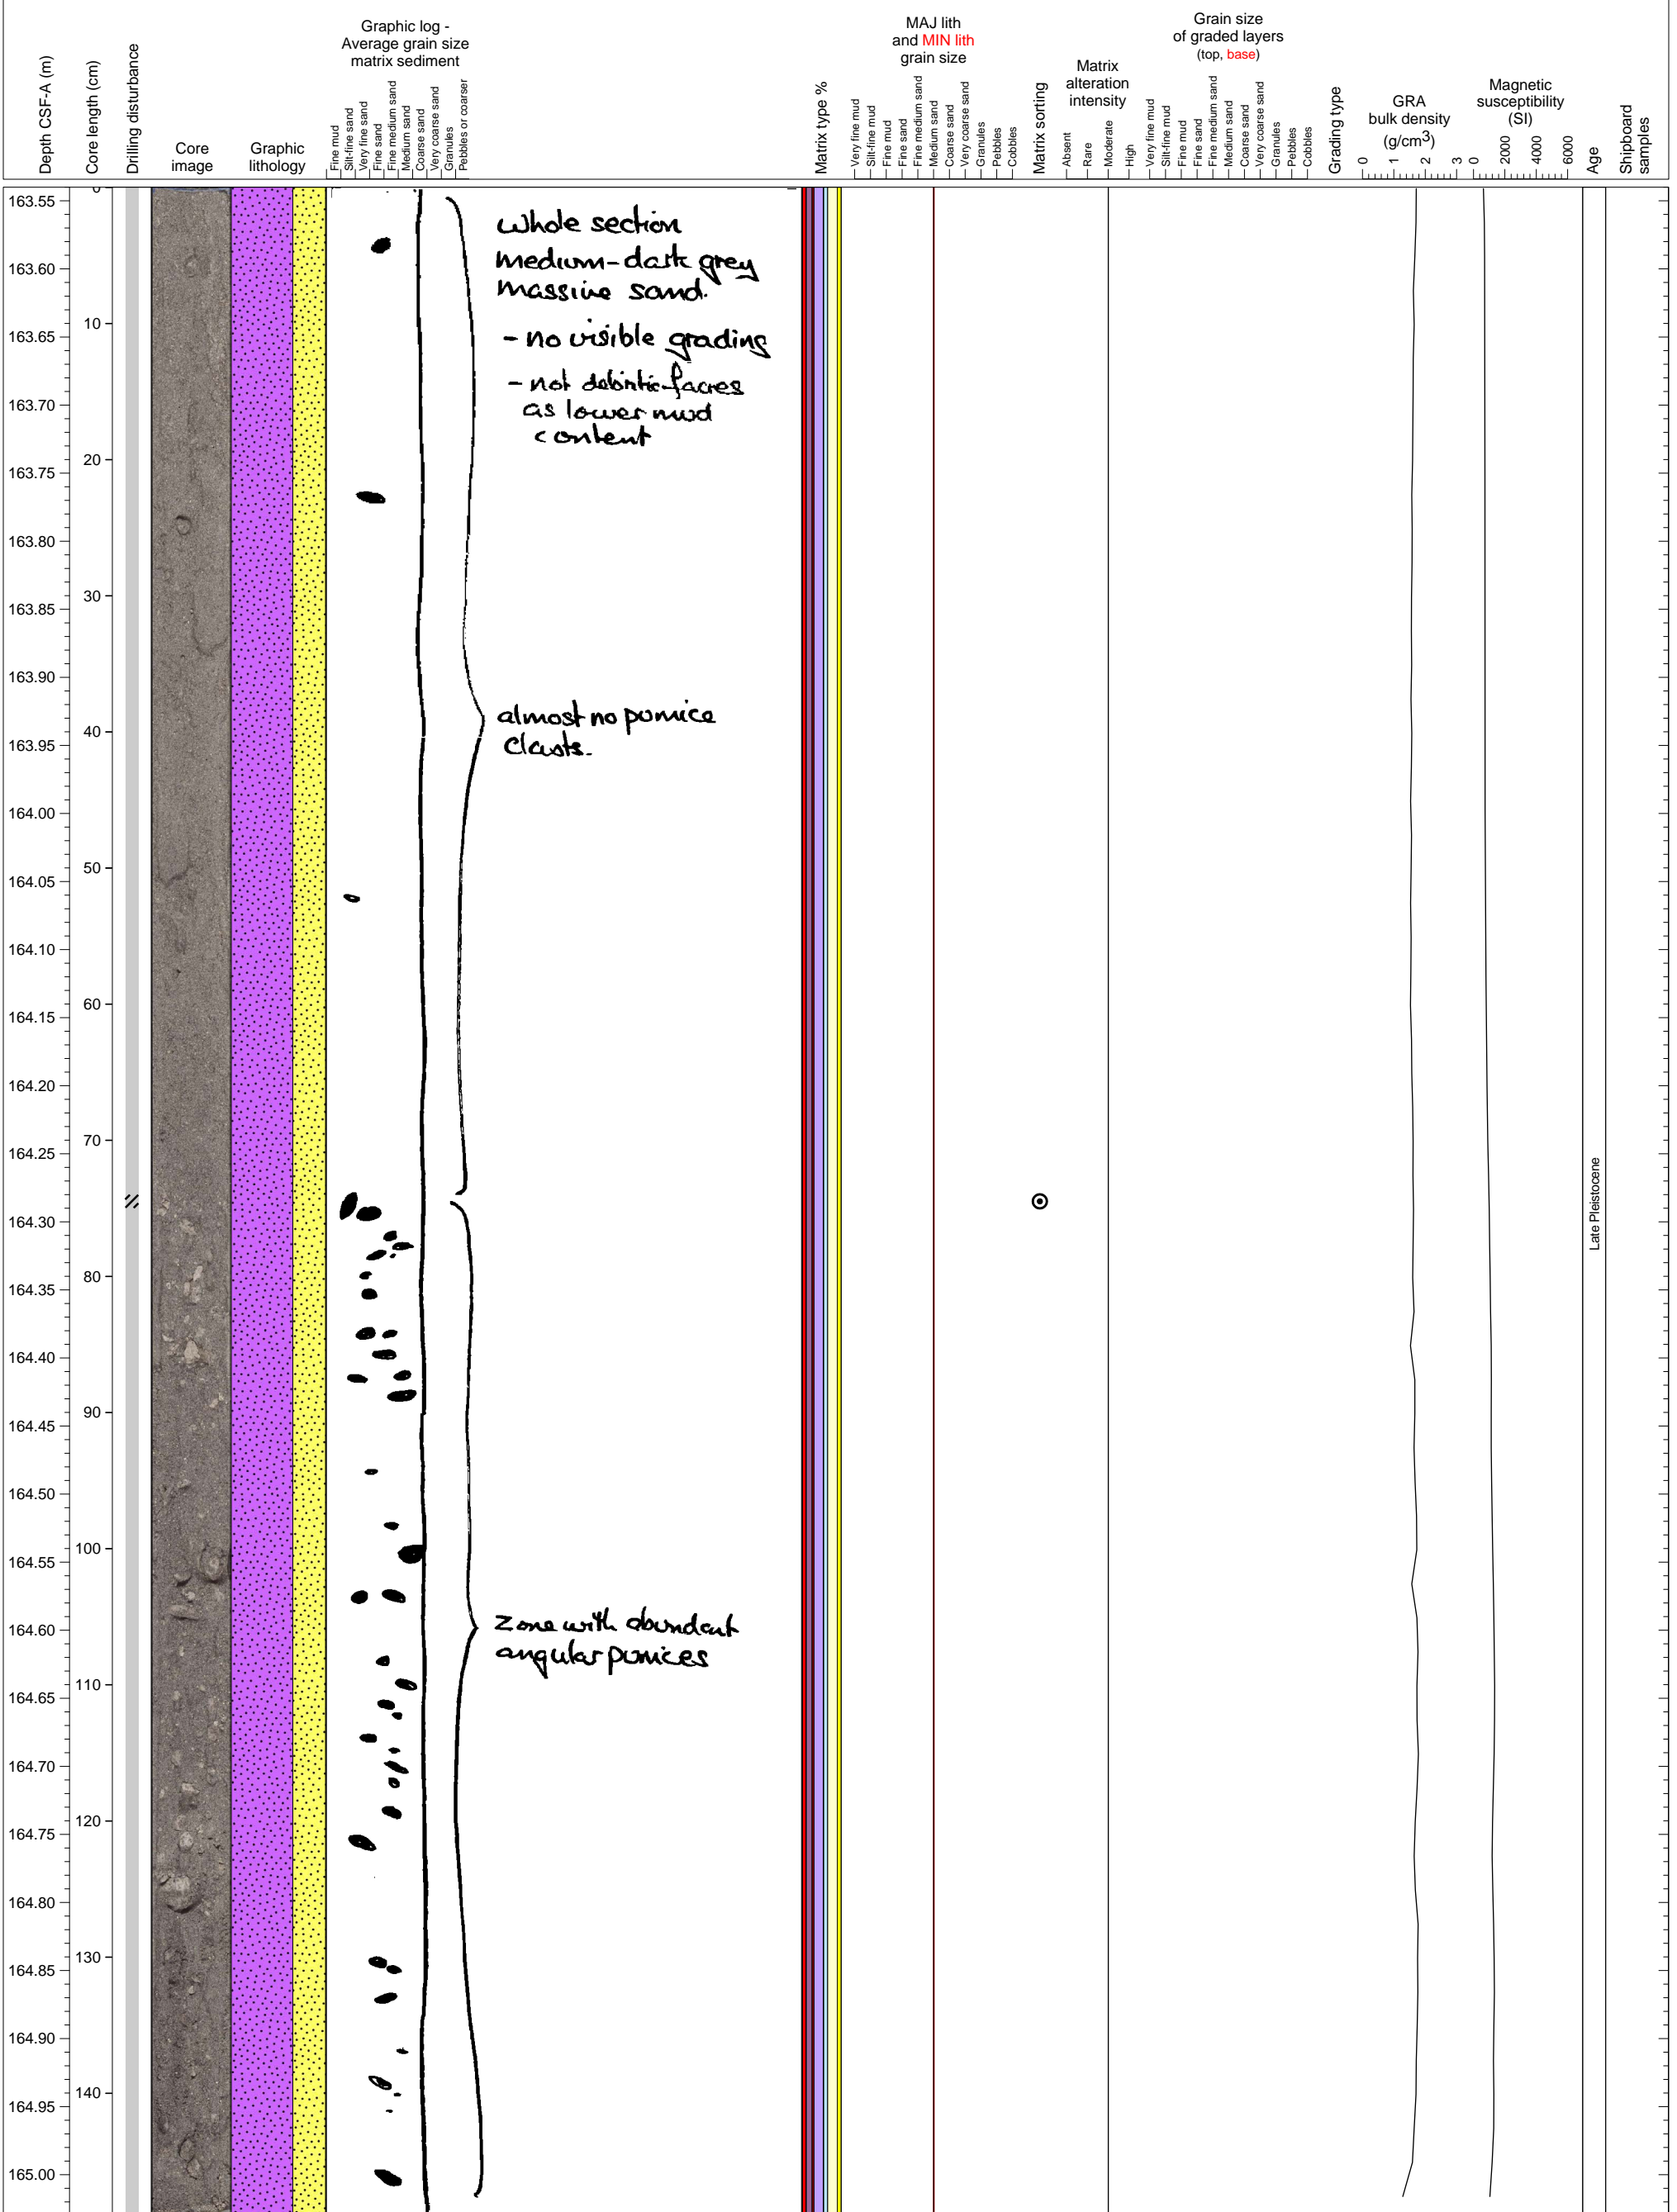 Depth CSF-A (m)
Core length (cm)
Drilling disturbance
Core
image
Graphic
lithology
Graphic log -
Average grain size
matrix sediment
Fine mud
Silt-fine sand
Very fine sand
Fine sand
Fine medium sand
Medium sand
Coarse sand
Very coarse sand
Granules
Pebbles or coarser
Matrix type %
MAJ lith
and MIN lith
grain size
Very fine mud
Silt-fine mud
Fine mud
Fine sand
Fine medium sand
Medium sand
Coarse sand
Very coarse sand
Granules
Pebbles
Cobbles
Matrix sorting
Matrix
alteration
intensity
Absent
Rare
Moderate
High
Grain size
of graded layers
(top, base)
Very fine mud
Silt-fine mud
Fine mud
Fine sand
Fine medium sand
Medium sand
Coarse sand
Very coarse sand
Granules
Pebbles
Cobbles
Grading type
GRA
bulk density
(g/cm3)
0
1
2
3
Magnetic
susceptibility
(SI)
0
2000
4000
6000
Age
Shipboard
samples
163.55
163.60
163.65
163.70
163.75
163.80
163.85
163.90
163.95
164.00
164.05
164.10
164.15
164.20
164.25
164.30
164.35
164.40
164.45
164.50
164.55
164.60
164.65
164.70
164.75
164.80
164.85
164.90
164.95
165.00
0
10
20
30
40
50
60
70
80
90
100
110
120
130
140
whole section
medium-dark grey
massive sand.
- no visible grading
- not debritic facies
as lower mud
content
almost no pumice
clasts.
zone with abundant
angular pumices
Late Pleistocene